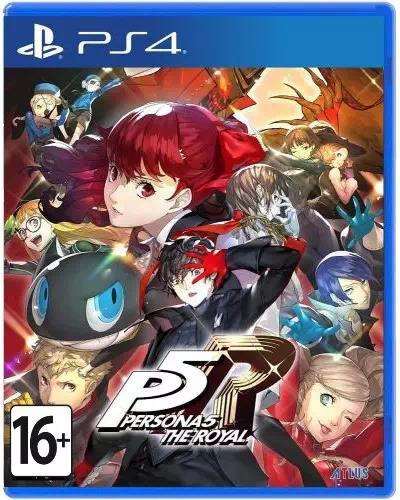 PS4
P5R
PERSONA5
THE ROYAL
16+
ATLUS